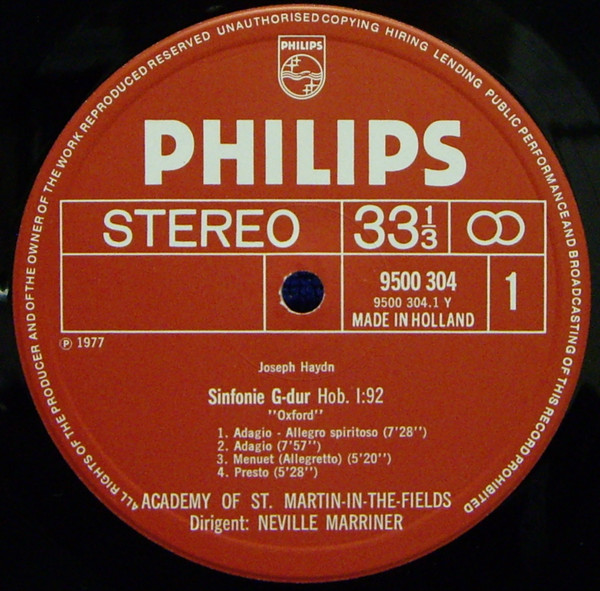 ALL RIGHTS OF THE PRODUCER AND OF THE OWNER OF THE WORK REPRODUCED RESERVED UNAUTHORISED COPYING HIRING LENDING PUBLIC PERFORMANCE AND BROADCASTING OF THIS RECORD PROHIBITED
PHILIPS
PHILIPS
STEREO 33⅓
9500 304
9500 304.1 Y
MADE IN HOLLAND
1
℗ 1977
Joseph Haydn
Sinfonie G-dur Hob. I:92
"Oxford"
1. Adagio - Allegro spiritoso (7'28'')
2. Adagio (7'57'')
3. Menuet (Allegretto) (5'20'')
4. Presto (5'28'')
ACADEMY OF ST. MARTIN-IN-THE-FIELDS
Dirigent: NEVILLE MARRINER